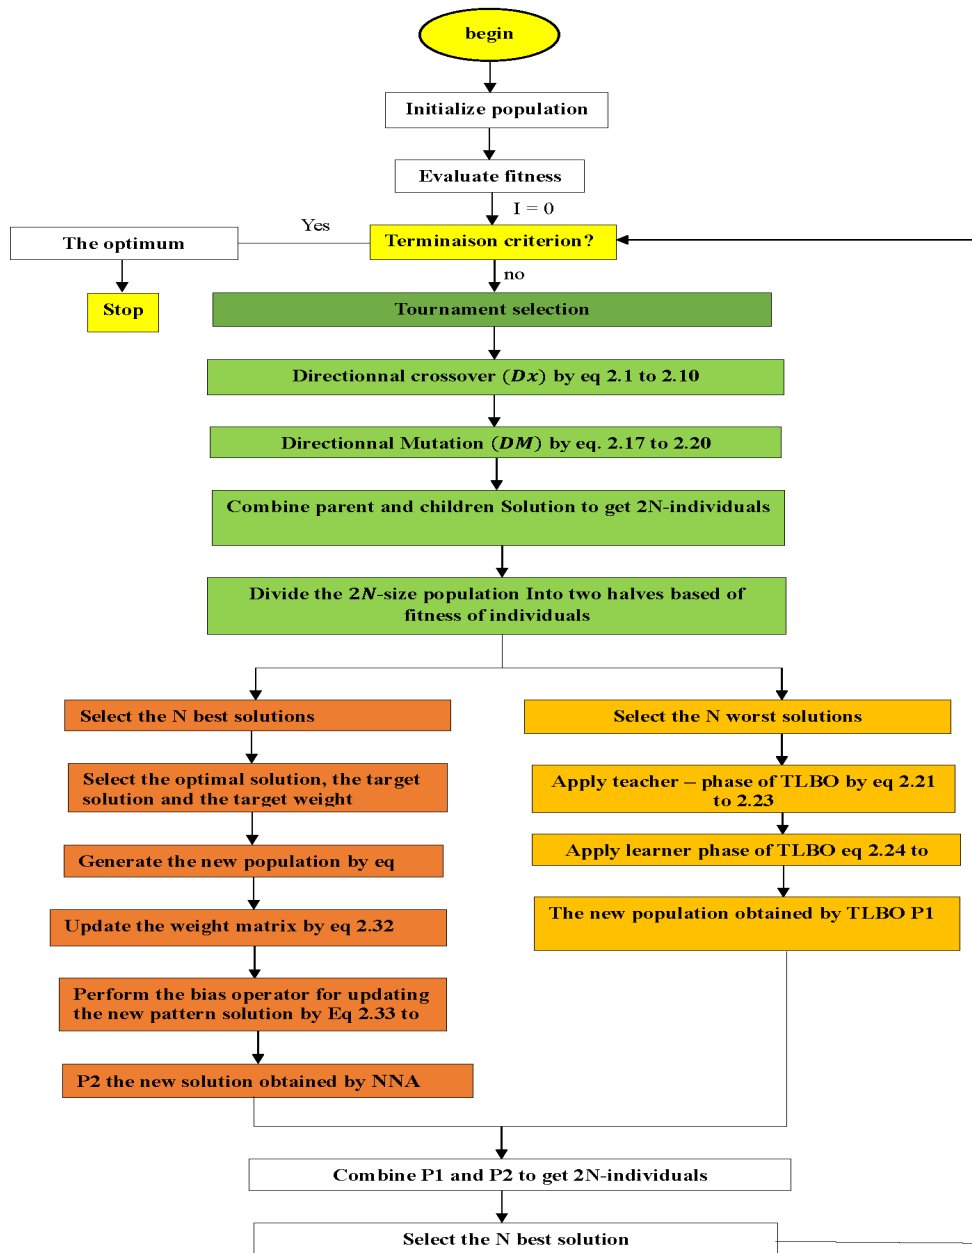 begin
Initialize population
Evaluate fitness
I = 0
Yes
The optimum
Terminaison criterion?
no
Stop
Tournament selection
Directionnal crossover (Dx) by eq 2.1 to 2.10
Directionnal Mutation (DM) by eq. 2.17 to 2.20
Combine parent and children Solution to get 2N-individuals
Divide the 2N-size population Into two halves based of
fitness of individuals
Select the N best solutions
Select the optimal solution, the target
solution and the target weight
Generate the new population by eq
Update the weight matrix by eq 2.32
Perform the bias operator for updating
the new pattern solution by Eq 2.33 to
P2 the new solution obtained by NNA
Select the N worst solutions
Apply teacher – phase of TLBO by eq 2.21
to 2.23
Apply learner phase of TLBO eq 2.24 to
The new population obtained by TLBO P1
Combine P1 and P2 to get 2N-individuals
Select the N best solution